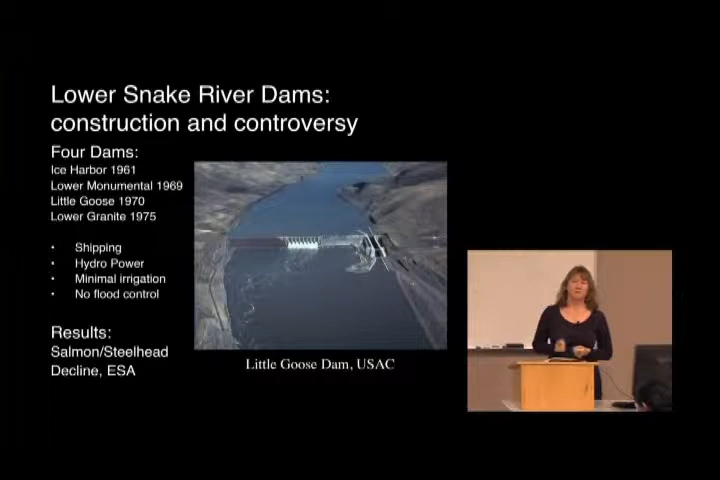 Lower Snake River Dams:
construction and controversy
Four Dams:
Ice Harbor 1961
Lower Monumental 1969
Little Goose 1970
Lower Granite 1975
• Shipping
• Hydro Power
• Minimal irrigation
• No flood control
Results:
Salmon/Steelhead
Decline, ESA
Little Goose Dam, USAC